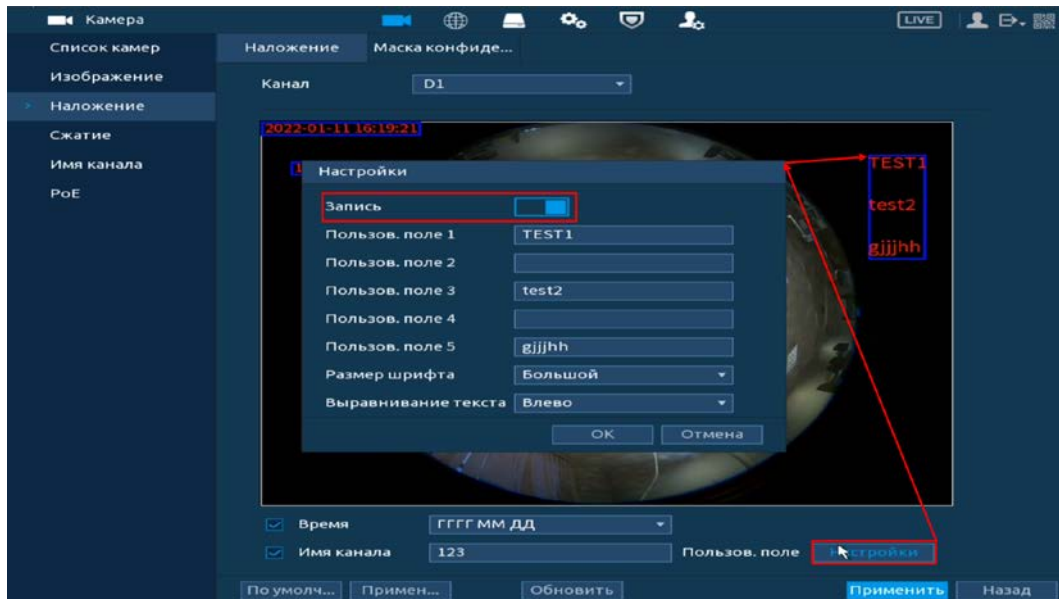 Камера
LIVE
Список камер
Изображение
Наложение
Сжатие
Имя канала
PoE
Наложение Маска конфиде...
Канал D1
2022-01-11 16:19:21
1
TEST1
test2
gjjjhh
Настройки
Запись
Пользов. поле 1 TEST1
Пользов. поле 2
Пользов. поле 3 test2
Пользов. поле 4
Пользов. поле 5 gjjjhh
Размер шрифта Большой
Выравнивание текста Влево
OK Отмена
Время ГГГГ ММ ДД
Имя канала 123 Пользов. поле Настройки
По умолч... Примен... Обновить Применить Назад